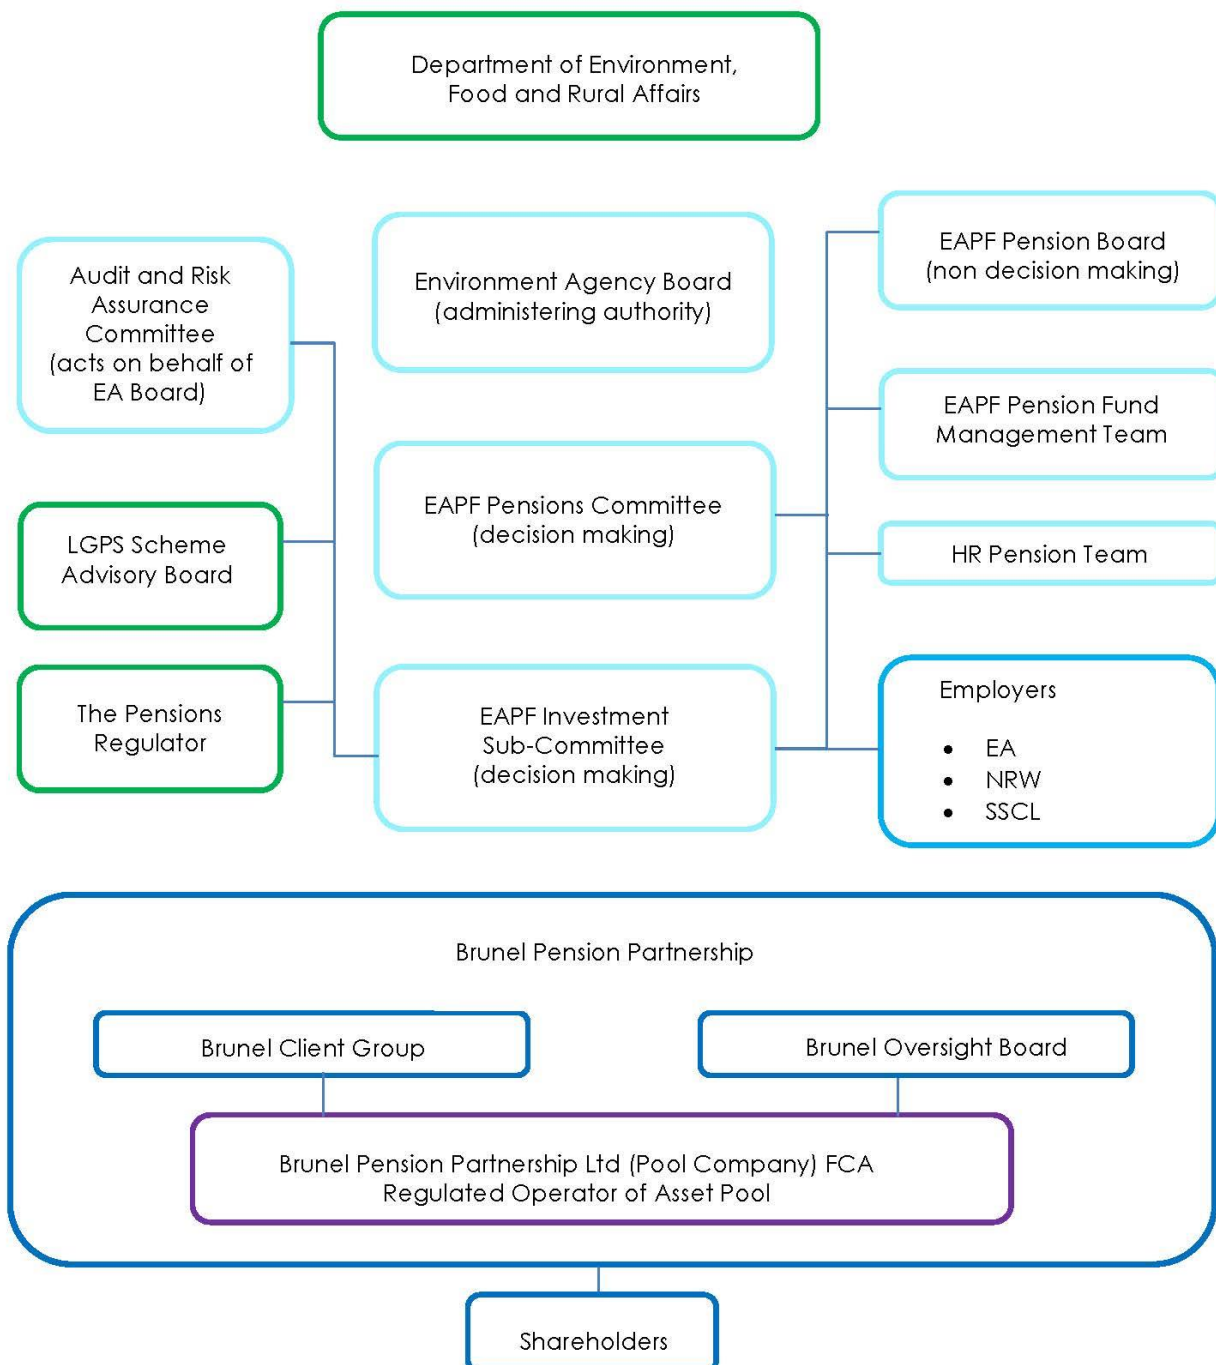 Department of Environment,
Food and Rural Affairs
Audit and Risk
Assurance
Committee
(acts on behalf of
EA Board)
Environment Agency Board
(administering authority)
EAPF Pension Board
(non decision making)
EAPF Pension Fund
Management Team
LGPS Scheme
Advisory Board
EAPF Pensions Committee
(decision making)
HR Pension Team
The Pensions
Regulator
EAPF Investment
Sub-Committee
(decision making)
Employers
• EA
• NRW
• SSCL
Brunel Pension Partnership
Brunel Client Group
Brunel Oversight Board
Brunel Pension Partnership Ltd (Pool Company) FCA
Regulated Operator of Asset Pool
Shareholders